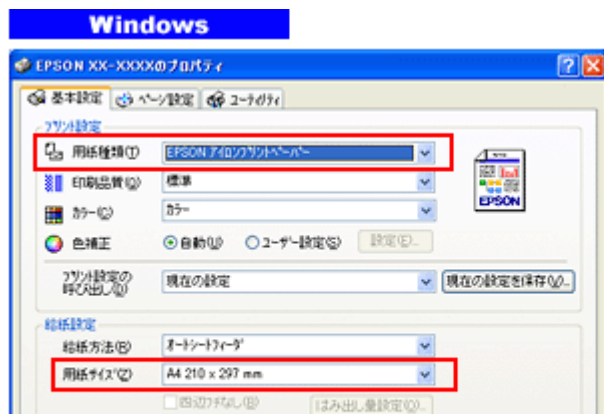 Windows
EPSON XX-XXXXのプロパティ
基本設定 ページ設定 ユーティリティ
プリント設定
用紙種類(T) EPSON アイロンプリントペーパー
印刷品質(Q) 標準
カラー(C) カラー
EPSON
色補正 自動(U) ユーザー設定(S) 設定(E)...
プリント設定の
呼び出し(L) 現在の設定 現在の設定を保存(V)...
給紙設定
給紙方法(R) オートシートフィーダ
用紙サイズ(Z) A4 210 x 297 mm
四辺フチなし(B) はみ出し量設定(O)...